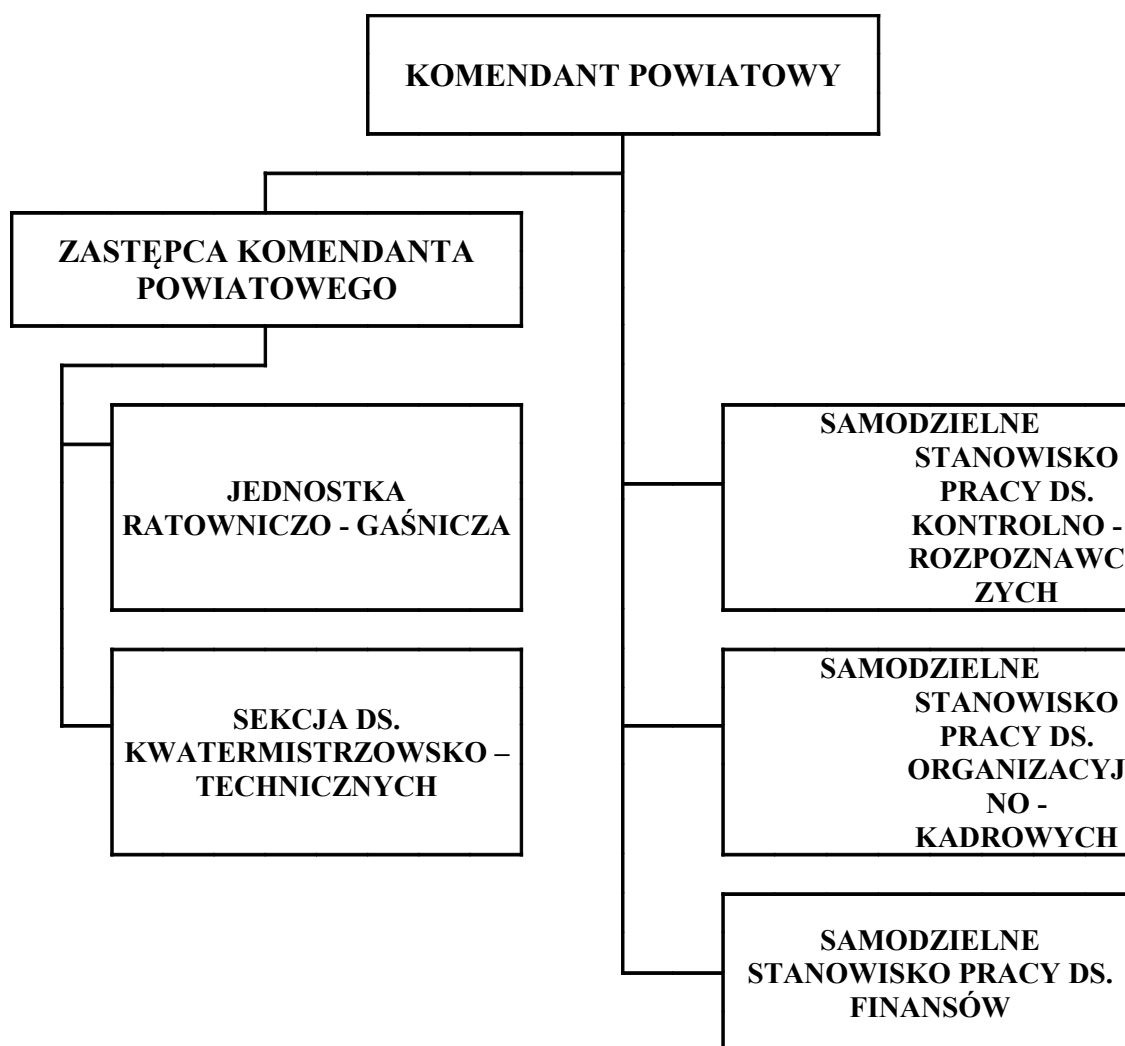 KOMENDANT POWIATOWY
ZASTĘPCA KOMENDANTA
POWIATOWEGO
JEDNOSTKA
RATOWNICZO - GAŚNICZA
SEKCJA DS.
KWATERMISTRZOWSKO –
TECHNICZNYCH
SAMODZIELNE
STANOWISKO
PRACY DS.
KONTROLNO -
ROZPOZNAWC
ZYCH
SAMODZIELNE
STANOWISKO
PRACY DS.
ORGANIZACYJ
NO -
KADROWYCH
SAMODZIELNE
STANOWISKO PRACY DS.
FINANSÓW